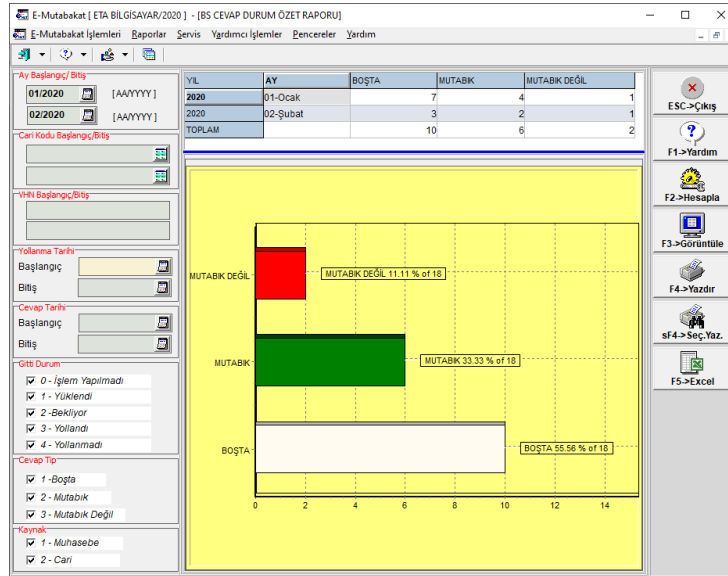 E-Mutabakat [ ETA BİLGİSAYAR/2020 ] - [BS CEVAP DURUM ÖZET RAPORU]
E-Mutabakat İşlemleri Raporlar Servis Yardımcı İşlemler Pencereler Yardım
Ay Başlangıç/ Bitiş
01/2020 [AA/YYYY ]
02/2020 [AA/YYYY ]
Cari Kodu Başlangıç/Bitiş
VHN Başlangıç/Bitiş
Yollanma Tarihi
Başlangıç
Bitiş
Cevap Tarihi
Başlangıç
Bitiş
Gitti Durum
0 - İşlem Yapılmadı
1 - Yüklendi
2 -Bekliyor
3 - Yollandı
4 - Yollanmadı
Cevap Tip
1 -Boşta
2 - Mutabık
3 - Mutabık Değil
Kaynak
1 - Muhasebe
2 - Cari
YIL AY BOŞTA MUTABIK MUTABIK DEĞİL
2020 01-Ocak 7 4 1
2020 02-Şubat 3 2 1
TOPLAM 10 6 2
MUTABIK DEĞİL
MUTABIK DEĞİL 11.11 % of 18
MUTABIK
MUTABIK 33.33 % of 18
BOŞTA
BOŞTA 55.56 % of 18
0 2 4 6 8 10 12 14
ESC->Çıkış
F1->Yardım
F2->Hesapla
F3->Görüntüle
F4->Yazdır
sF4->Seç.Yaz.
F5->Excel